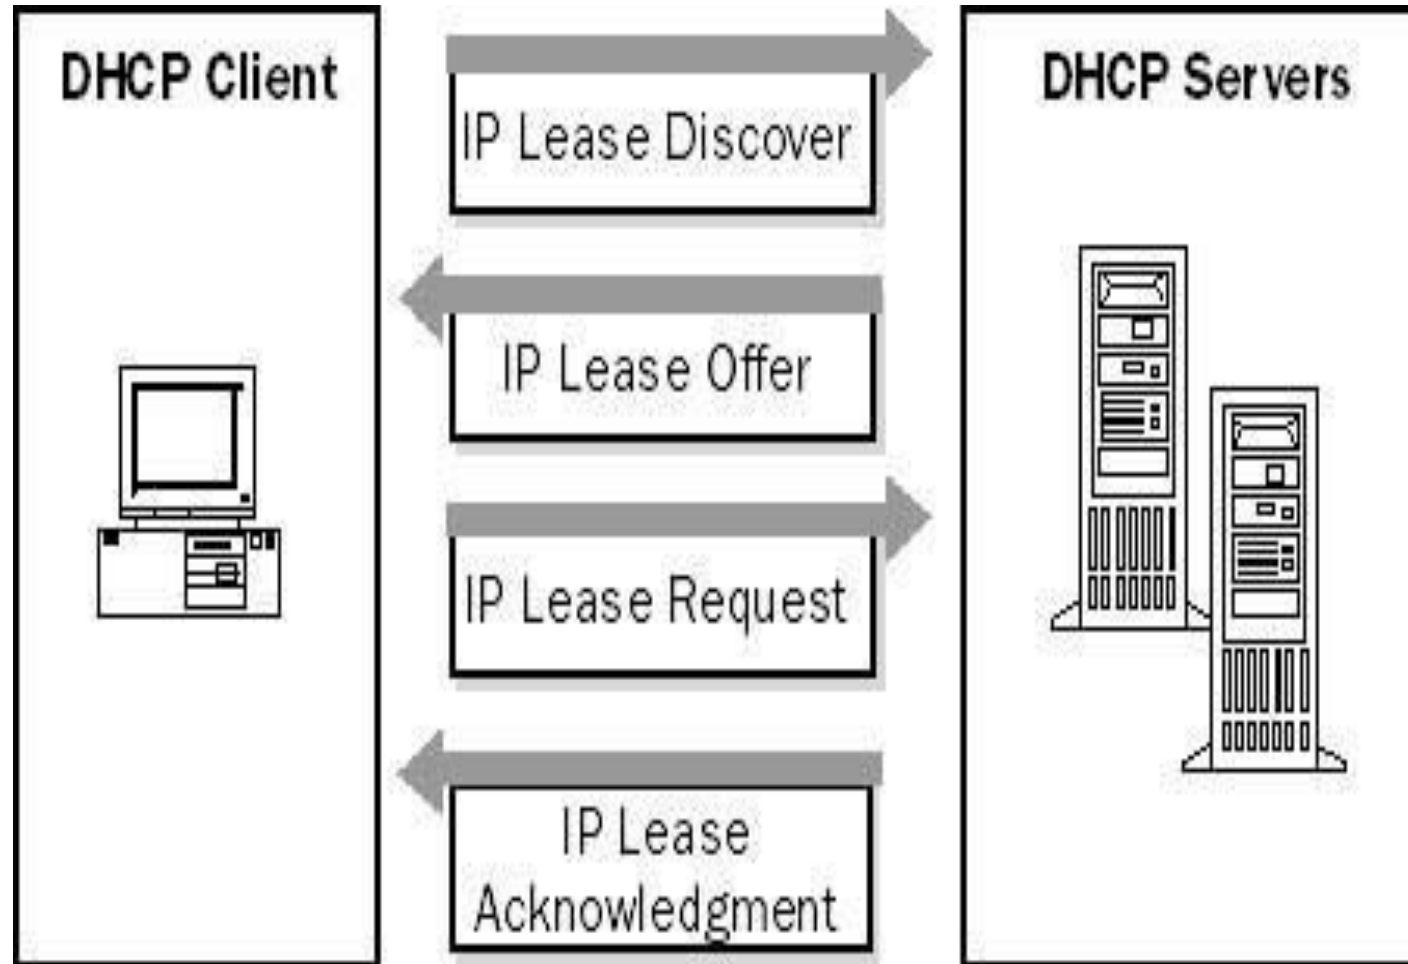 DHCP Client
DHCP Servers
IP Lease Discover
IP Lease Offer
IP Lease Request
IP Lease
Acknowledgment